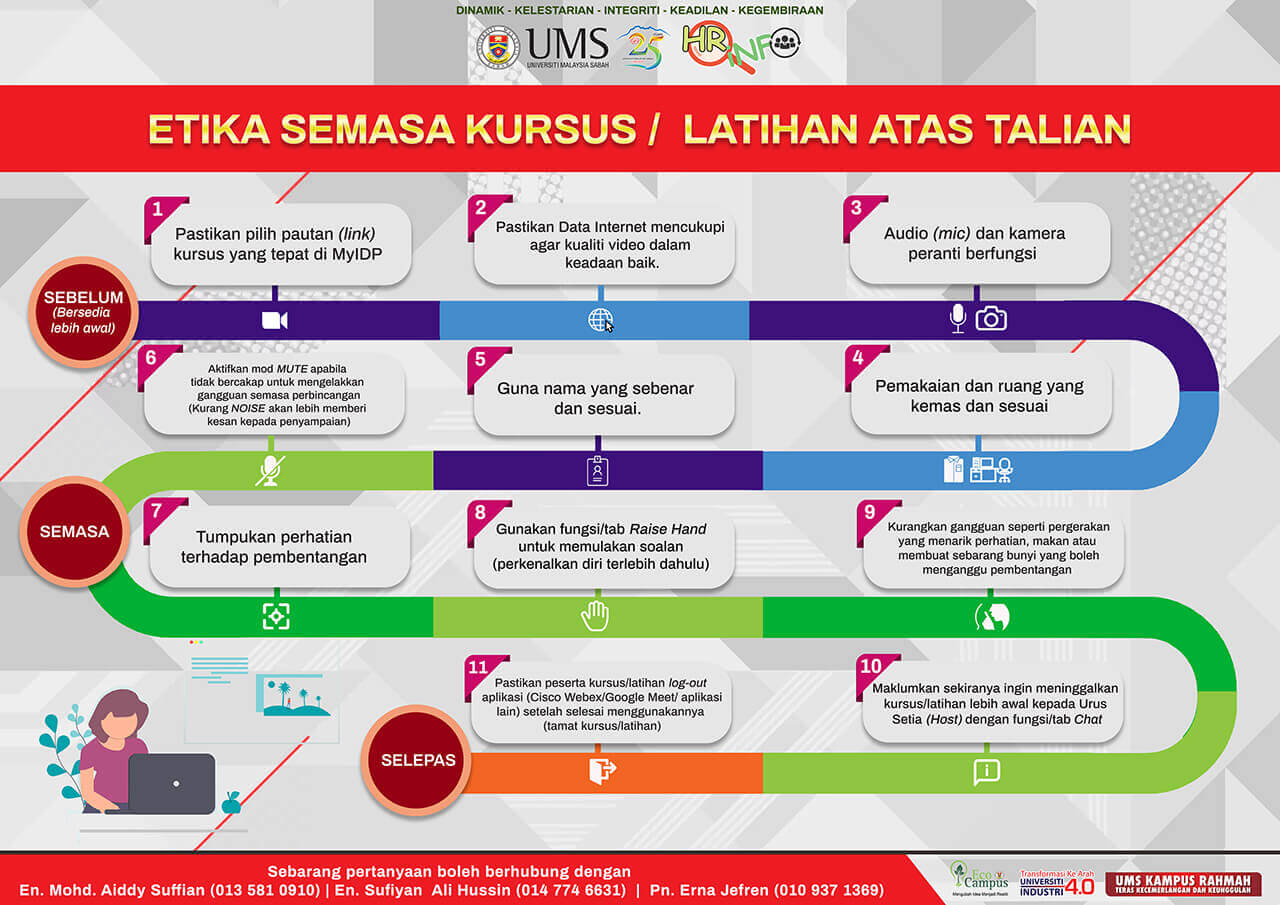 DINAMIK - KELESTARIAN - INTEGRITI - KEADILAN - KEGEMBIRAAN
UMS
UNIVERSITI MALAYSIA SABAH
25
HR INFO
ETIKA SEMASA KURSUS / LATIHAN ATAS TALIAN
SEBELUM
(Bersedia
lebih awal)
1
Pastikan pilih pautan (link)
kursus yang tepat di MyIDP
2
Pastikan Data Internet mencukupi
agar kualiti video dalam
keadaan baik.
3
Audio (mic) dan kamera
peranti berfungsi
4
Pemakaian dan ruang yang
kemas dan sesuai
5
Guna nama yang sebenar
dan sesuai.
6
Aktifkan mod MUTE apabila
tidak bercakap untuk mengelakkan
gangguan semasa perbincangan
(Kurang NOISE akan lebih memberi
kesan kepada penyampaian)
SEMASA
7
Tumpukan perhatian
terhadap pembentangan
8
Gunakan fungsi/tab Raise Hand
untuk memulakan soalan
(perkenalkan diri terlebih dahulu)
9
Kurangkan gangguan seperti pergerakan
yang menarik perhatian, makan atau
membuat sebarang bunyi yang boleh
menganggu pembentangan
10
Maklumkan sekiranya ingin meninggalkan
kursus/latihan lebih awal kepada Urus
Setia (Host) dengan fungsi/tab Chat
11
Pastikan peserta kursus/latihan log-out
aplikasi (Cisco Webex/Google Meet/ aplikasi
lain) setelah selesai menggunakannya
(tamat kursus/latihan)
SELEPAS
Sebarang pertanyaan boleh berhubung dengan
En. Mohd. Aiddy Suffian (013 581 0910) | En. Sufiyan Ali Hussin (014 774 6631) | Pn. Erna Jefren (010 937 1369)
Eco
Campus
Mengubah Idea Menjadi Realiti
Transformasi Ke Arah
UNIVERSITI
INDUSTRI 4.0
UMS KAMPUS RAHMAH
TERAS KECEMERLANGAN DAN KEUNGGULAN